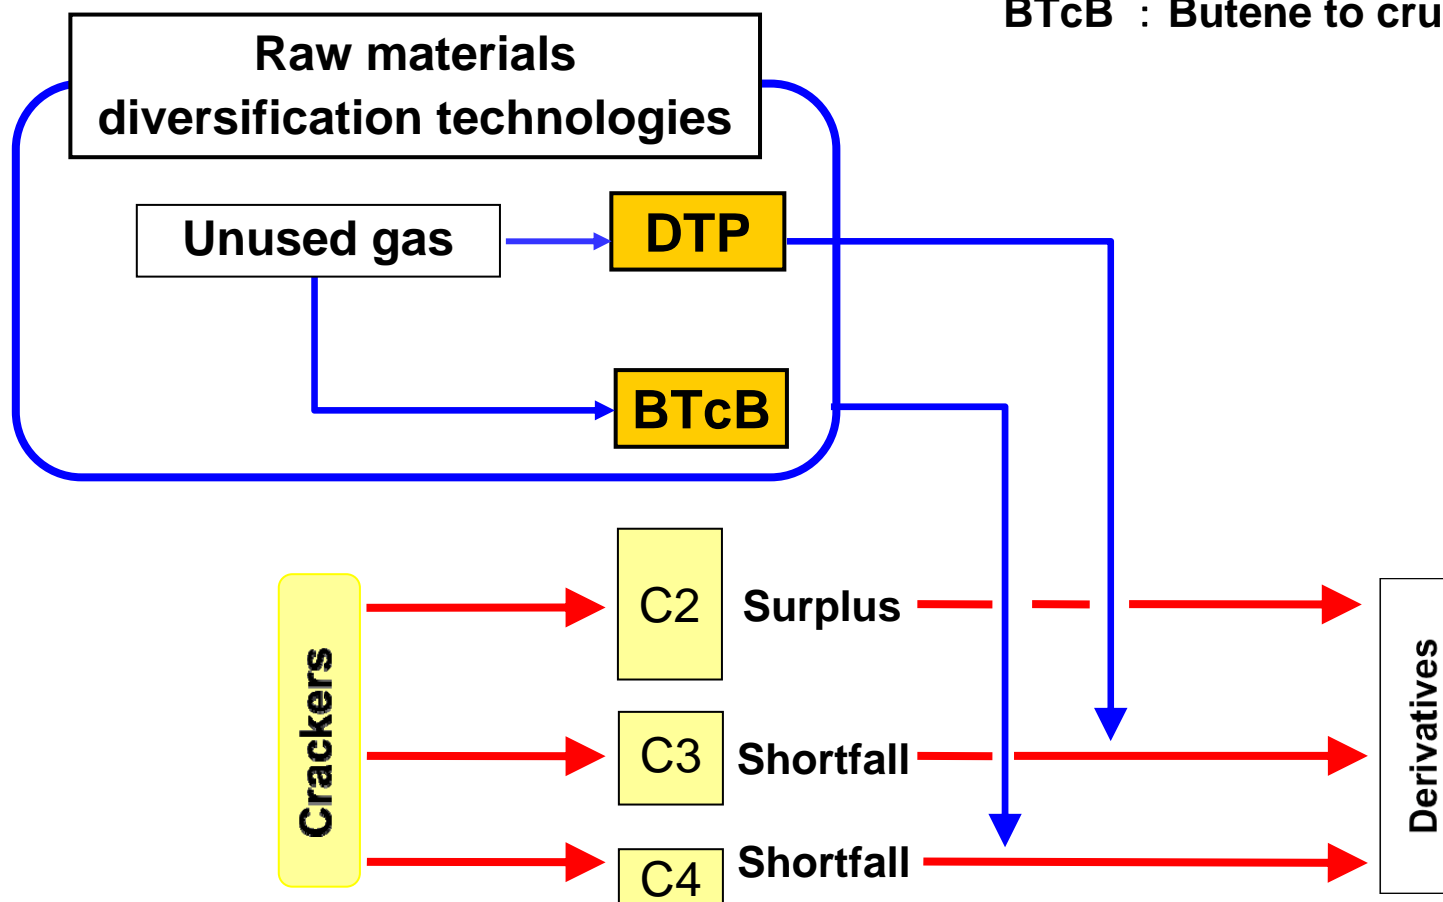 BTcB : Butene to cru
Raw materials
diversification technologies
Unused gas
DTP
BTcB
Crackers
C2
Surplus
C3
Shortfall
C4
Shortfall
Derivatives